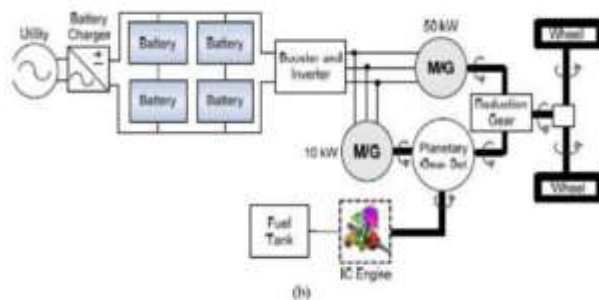 Utility
Battery
Charger
Battery
Battery
Battery
Battery
Booster and
Inverter
50 kW
M/G
10 kW
M/G
Planetary
Gear Set
Reduction
Gear
Wheel
Wheel
Fuel
Tank
IC Engine
(b)